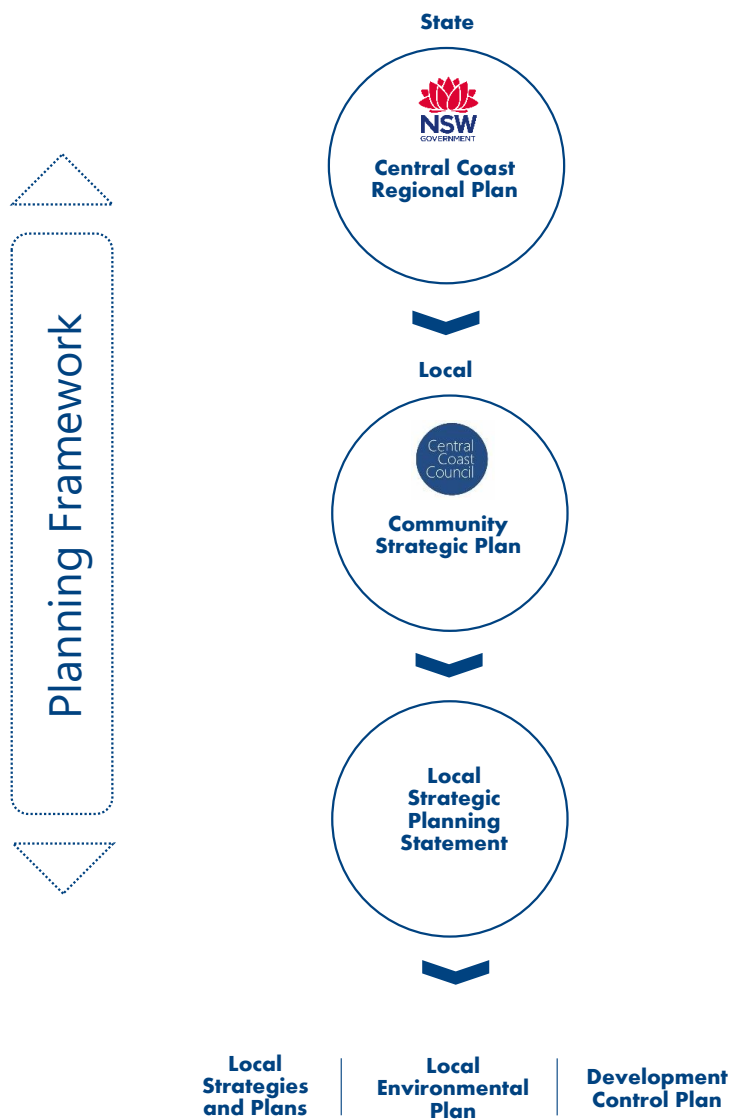 State
NSW
GOVERNMENT
Central Coast
Regional Plan
Planning Framework
Local
Central
Coast
Council
Community
Strategic Plan
Local
Strategic
Planning
Statement
Local
Strategies
and Plans
Local
Environmental
Plan
Development
Control Plan